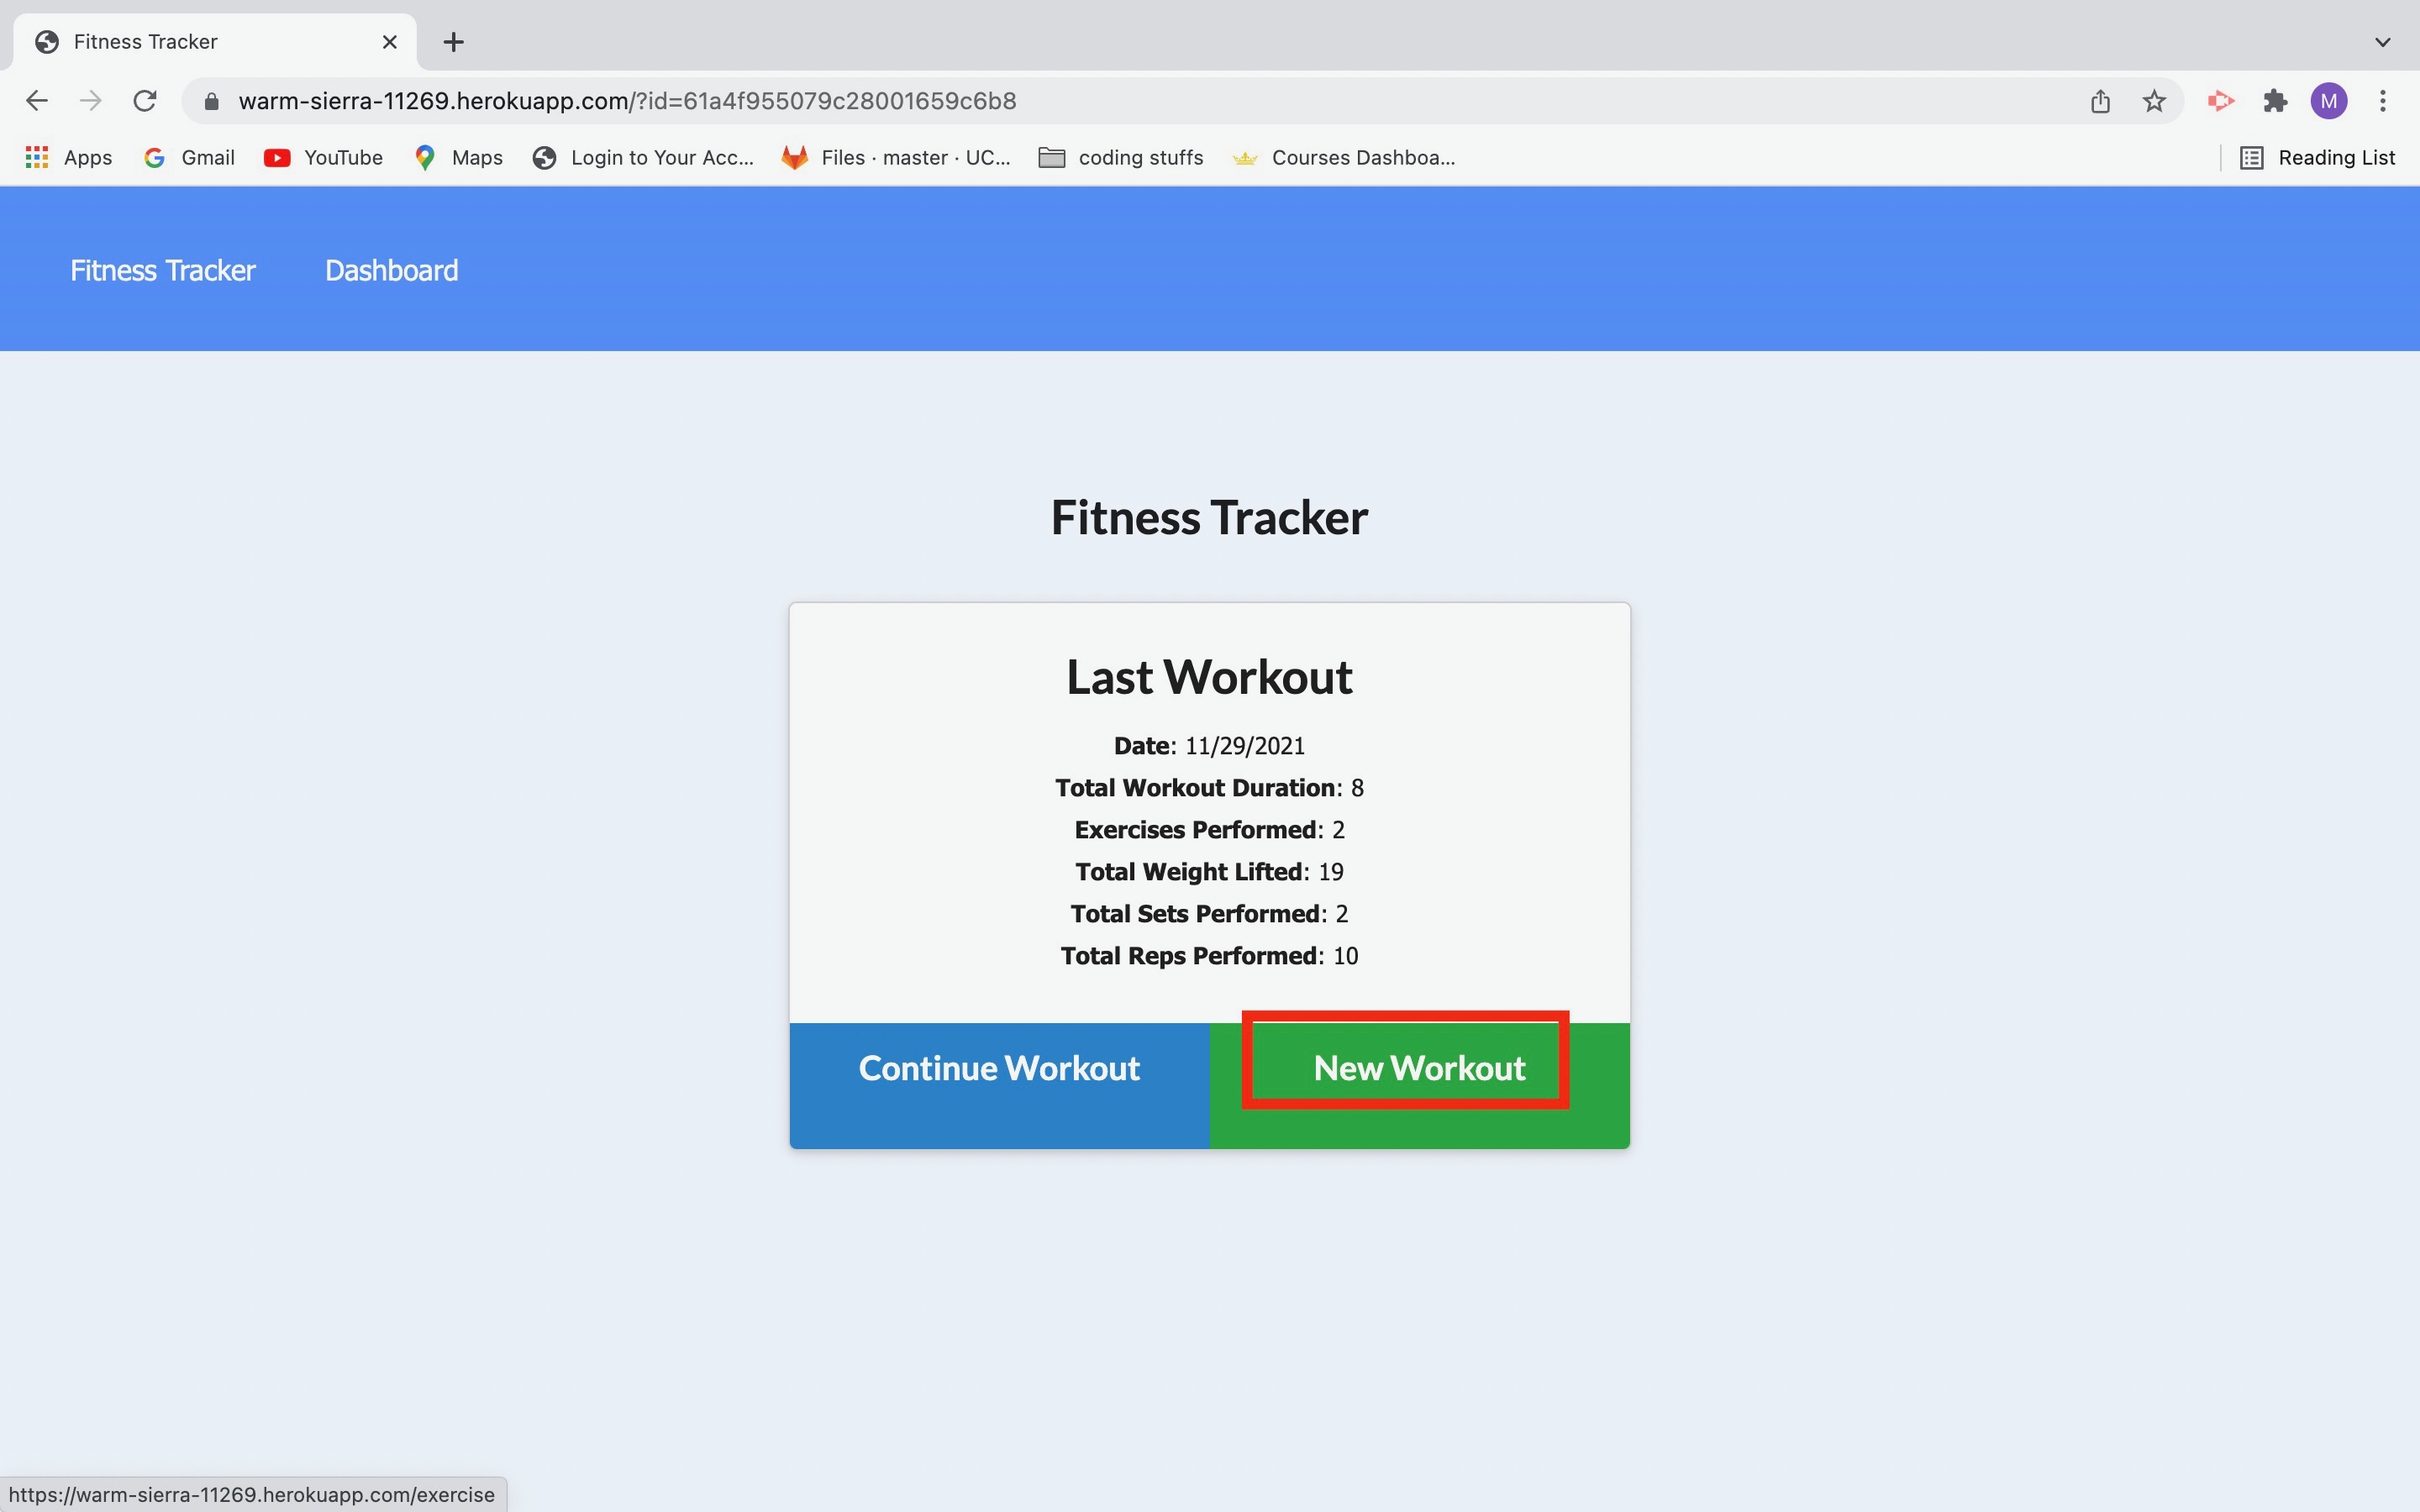 Fitness Tracker
warm-sierra-11269.herokuapp.com/?id=61a4f955079c28001659c6b8
M
Apps Gmail YouTube Maps Login to Your Acc... Files · master · UC... coding stuffs Courses Dashboa... Reading List
Fitness Tracker Dashboard
Fitness Tracker
Last Workout
Date: 11/29/2021
Total Workout Duration: 8
Exercises Performed: 2
Total Weight Lifted: 19
Total Sets Performed: 2
Total Reps Performed: 10
Continue Workout New Workout
https://warm-sierra-11269.herokuapp.com/exercise